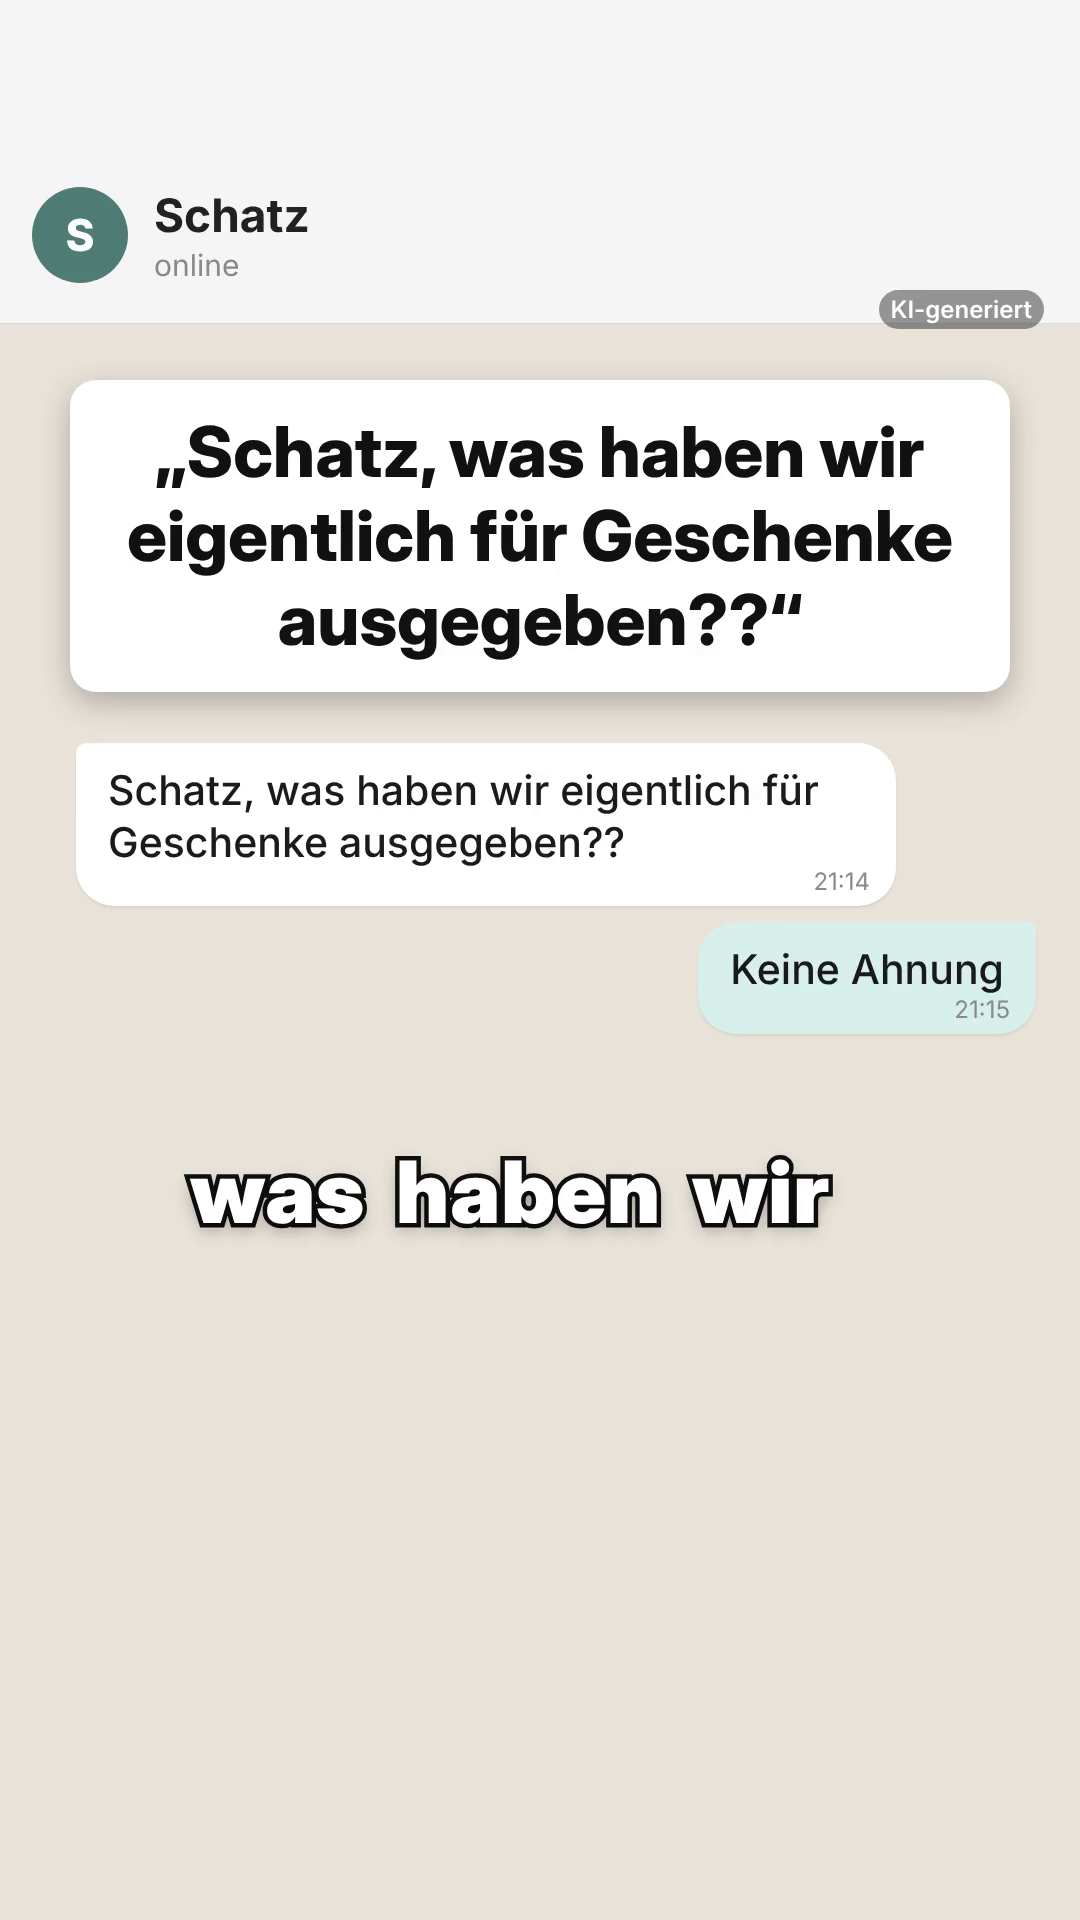 S
Schatz
online
KI-generiert
„Schatz, was haben wir
eigentlich für Geschenke
ausgegeben??“
Schatz, was haben wir eigentlich für
Geschenke ausgegeben??
21:14
Keine Ahnung
21:15
was haben wir